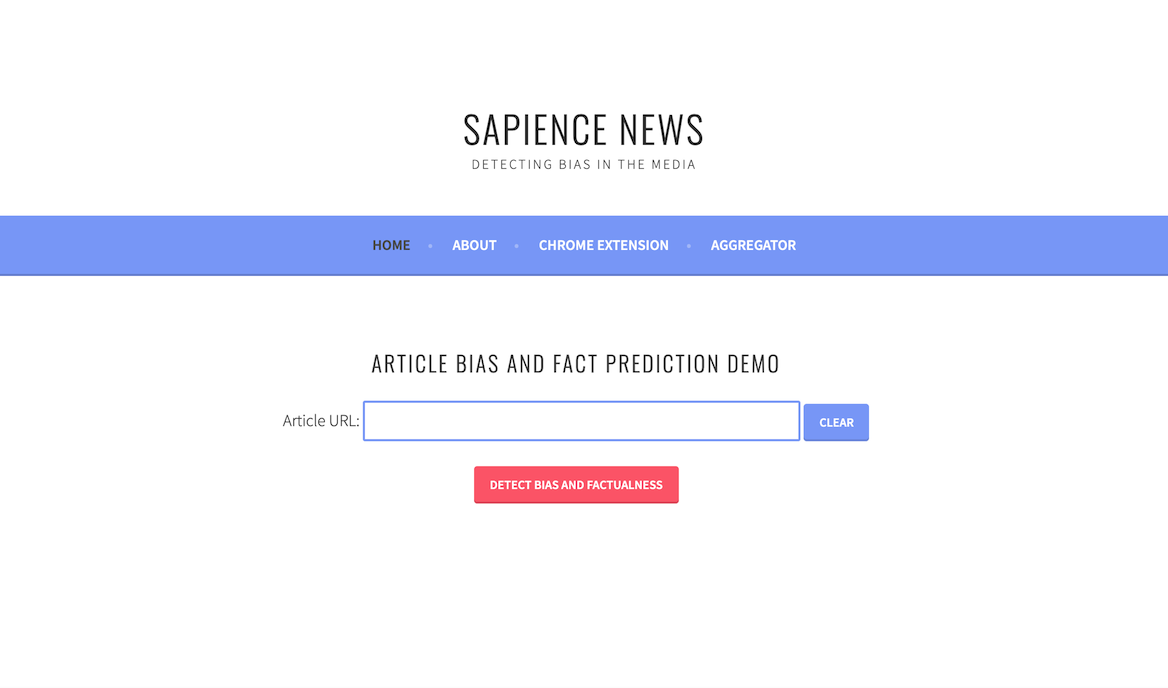 SAPIENCE NEWS
DETECTING BIAS IN THE MEDIA
HOME • ABOUT • CHROME EXTENSION • AGGREGATOR
ARTICLE BIAS AND FACT PREDICTION DEMO
Article URL: CLEAR
DETECT BIAS AND FACTUALNESS